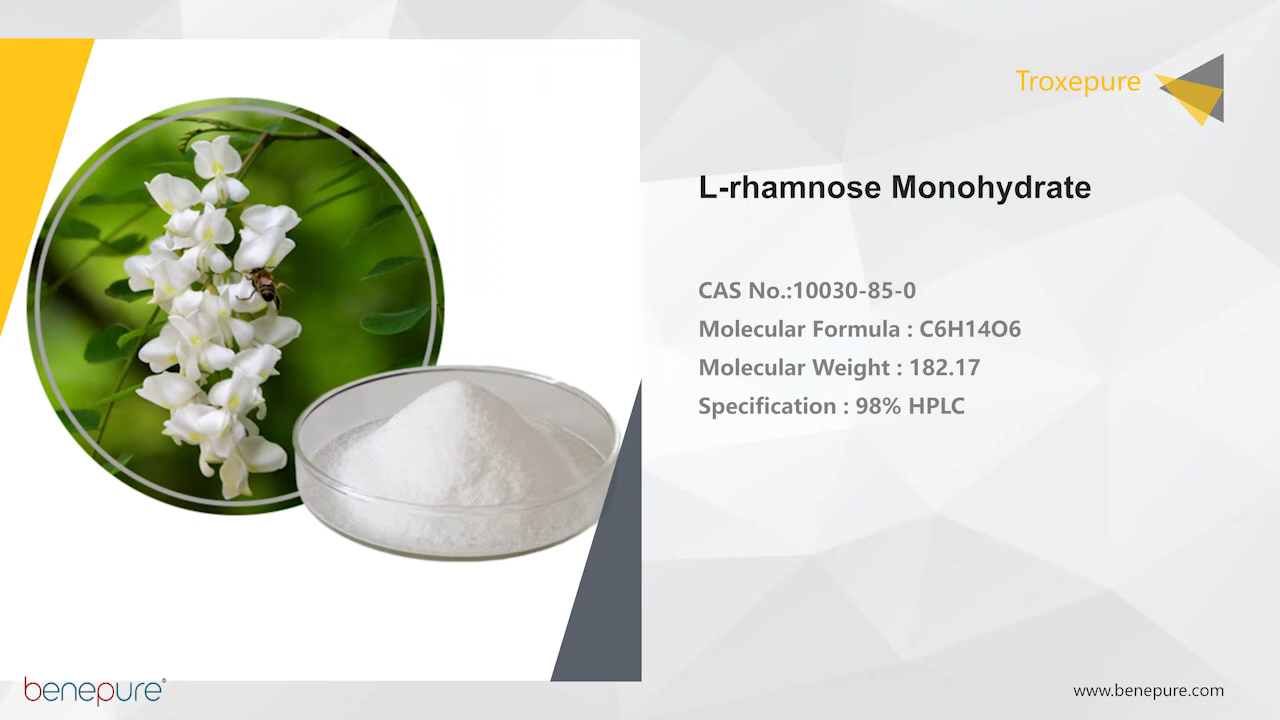 Troxepure
L-rhamnose Monohydrate
CAS No.:10030-85-0
Molecular Formula : C6H14O6
Molecular Weight : 182.17
Specification : 98% HPLC
benepure®
www.benepure.com